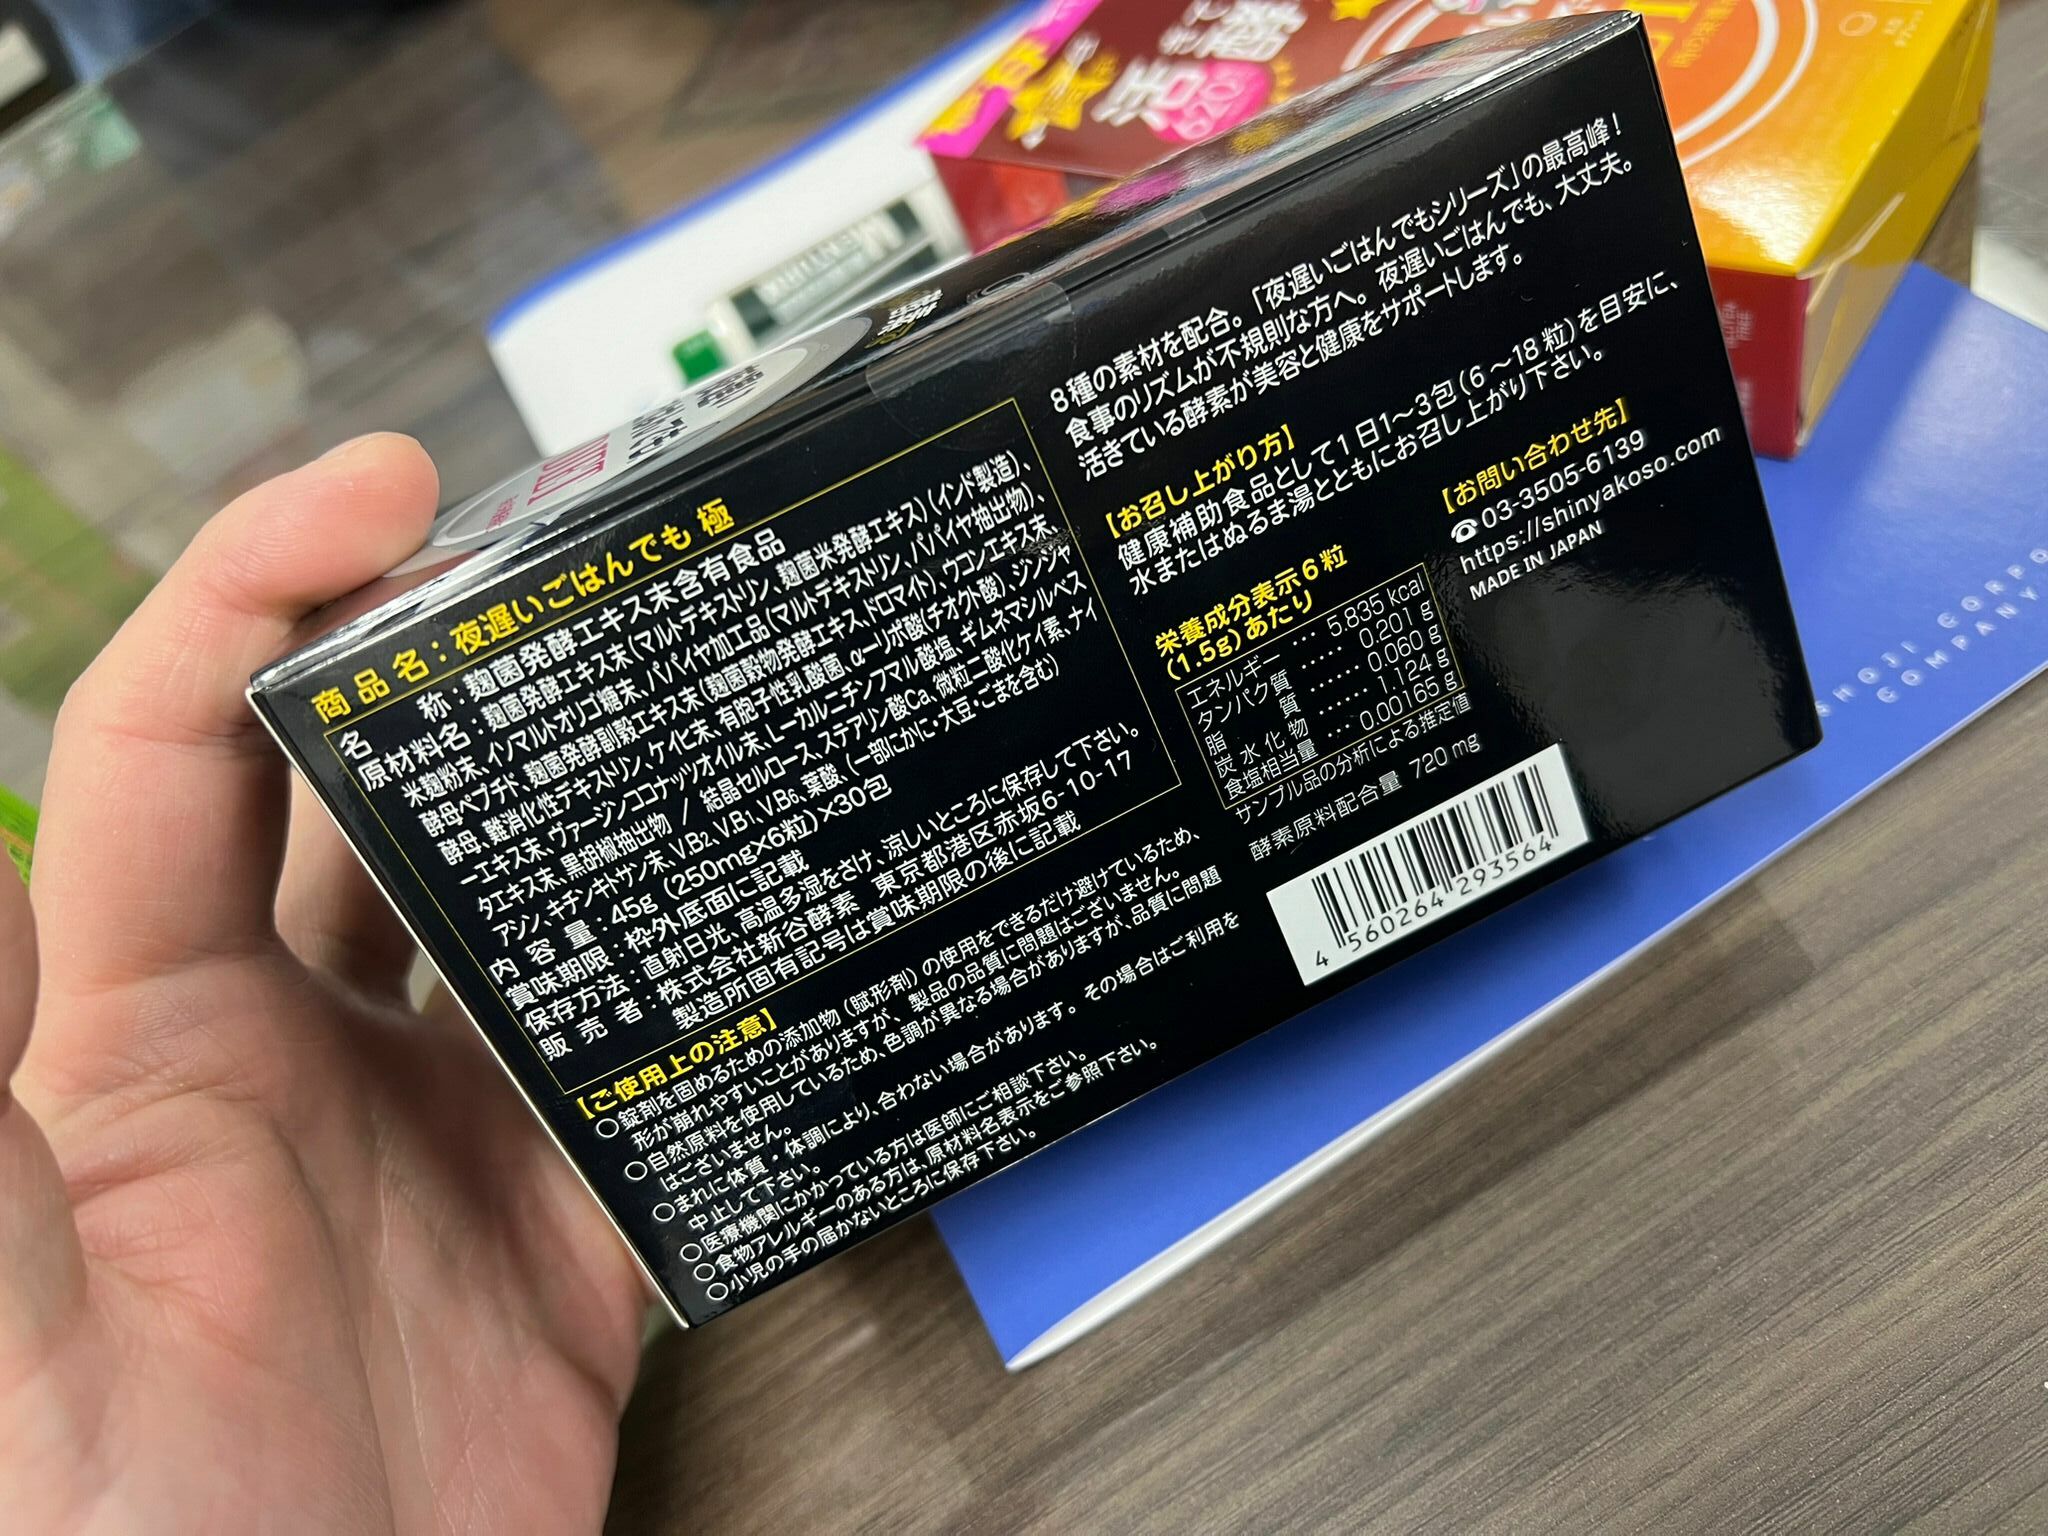 商品名：夜遅いごはんでも 極
名　　称：麹菌発酵エキス末含有食品
原材料名：麹菌発酵エキス末(マルトデキストリン、麹菌米発酵エキス)(インド製造)、
米麹粉末、イソマルトオリゴ糖末、パパイヤ加工品(マルトデキストリン、パパイヤ抽出物)、
酵母ペプチド、麹菌発酵副穀エキス末(麹菌穀物発酵エキス、ドロマイト)、ウコンエキス末、
酵母、難消化性デキストリン、ケイヒ末、有胞子性乳酸菌、α-リポ酸(チオクト酸)、ジンジャ
ーエキス末、ヴァージンココナッツオイル末、L-カルニチンフマル酸塩、ギムネマシルベス
タエキス末、黒胡椒抽出物 / 結晶セルロース、ステアリン酸Ca、微粒二酸化ケイ素、ナイ
アシン、キチンキトサン末、V.B2、V.B1、V.B6、葉酸、(一部にかに・大豆・ごまを含む)
内 容 量：45g (250mg×6粒)×30包
賞味期限：枠外底面に記載
保存方法：直射日光、高温多湿をさけ、涼しいところに保存して下さい。
販 売 者：株式会社新谷酵素　東京都港区赤坂6-10-17
製造所固有記号は賞味期限の後に記載
【ご使用上の注意】
○錠剤を固めるための添加物(賦形剤)の使用をできるだけ避けているため、
形が崩れやすいことがありますが、製品の品質に問題はございません。
○自然原料を使用しているため、色調が異なる場合がありますが、品質に問題
はございません。
○まれに体質・体調により、合わない場合があります。その場合はご利用を
中止して下さい。
○医療機関にかかっている方は医師にご相談下さい。
○食物アレルギーのある方は、原材料名表示をご参照下さい。
○小児の手の届かないところに保存下さい。
8種の素材を配合。「夜遅いごはんでもシリーズ」の最高峰！
食事のリズムが不規則な方へ。夜遅いごはんでも、大丈夫。
活きている酵素が美容と健康をサポートします。
【お召し上がり方】
健康補助食品として1日1～3包(6～18粒)を目安に、
水またはぬるま湯とともにお召し上がり下さい。
栄養成分表示6粒
(1.5g)あたり
エネルギー … 5.835 kcal
タンパク質 …… 0.201 g
脂　　質 …… 0.060 g
炭 水 化 物 …… 1.124 g
食塩相当量 … 0.00165 g
サンプル品の分析による推定値
酵素原料配合量 720 mg
【お問い合わせ先】
☎03-3505-6139
https://shinyakoso.com
MADE IN JAPAN
4 560264 293564
SHOJI CORPO
COMPANY